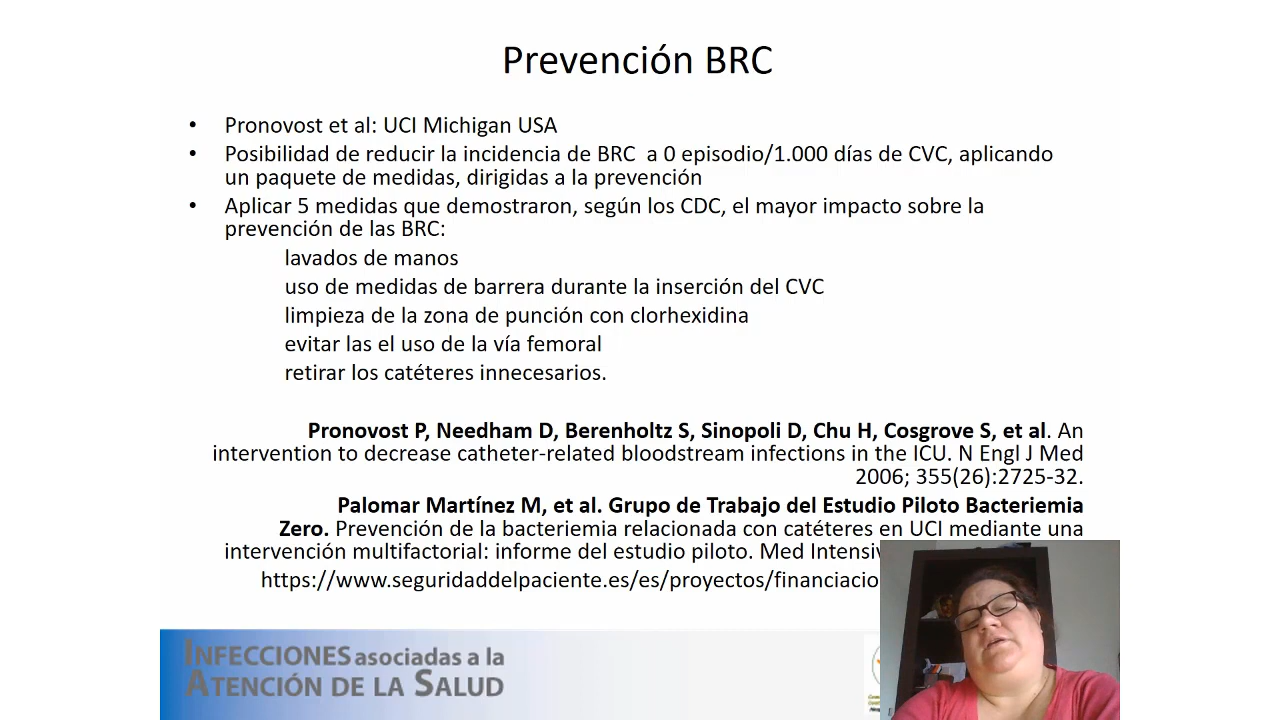 Prevención BRC
• Pronovost et al: UCI Michigan USA
• Posibilidad de reducir la incidencia de BRC a 0 episodio/1.000 días de CVC, aplicando
un paquete de medidas, dirigidas a la prevención
• Aplicar 5 medidas que demostraron, según los CDC, el mayor impacto sobre la
prevención de las BRC:
lavados de manos
uso de medidas de barrera durante la inserción del CVC
limpieza de la zona de punción con clorhexidina
evitar las el uso de la vía femoral
retirar los catéteres innecesarios.
Pronovost P, Needham D, Berenholtz S, Sinopoli D, Chu H, Cosgrove S, et al. An
intervention to decrease catheter-related bloodstream infections in the ICU. N Engl J Med
2006; 355(26):2725-32.
Palomar Martínez M, et al. Grupo de Trabajo del Estudio Piloto Bacteriemia
Zero. Prevención de la bacteriemia relacionada con catéteres en UCI mediante una
intervención multifactorial: informe del estudio piloto. Med Intensiv
https://www.seguridaddelpaciente.es/es/proyectos/financiacio
INFECCIONES asociadas a la
ATENCIÓN DE LA SALUD